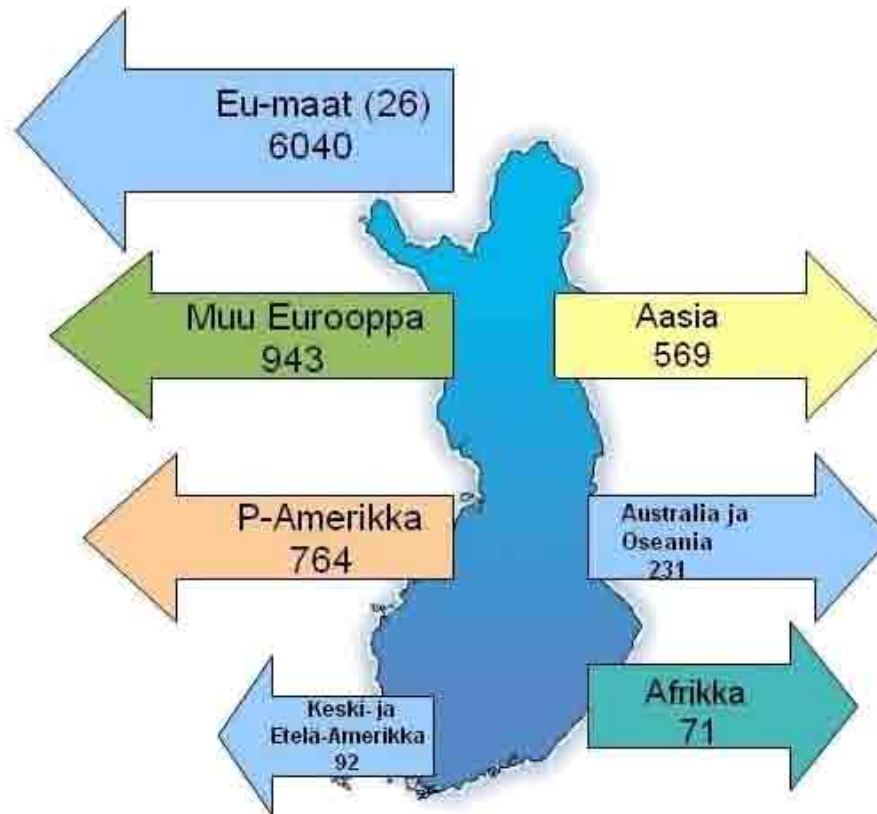 Eu-maat (26)
6040
Muu Eurooppa
943
Aasia
569
P-Amerikka
764
Australia ja
Oseania
231
Keski- ja
Etelä-Amerikka
92
Afrikka
71